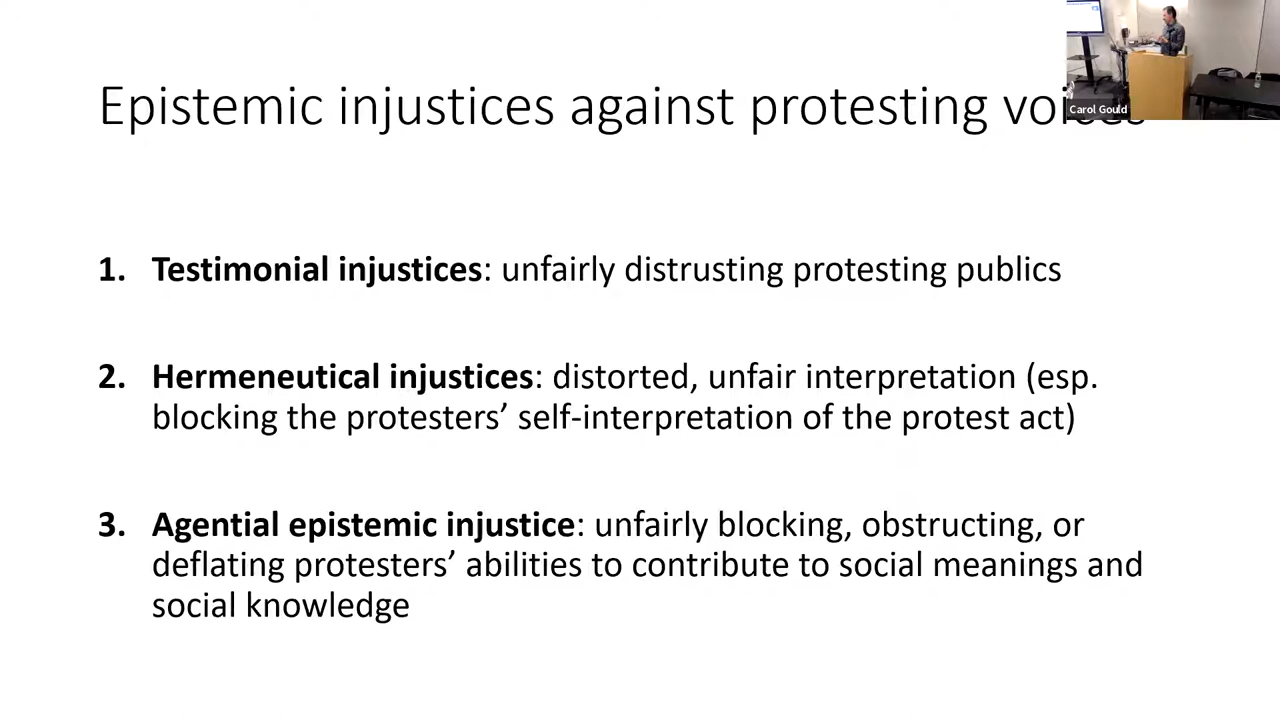 Epistemic injustices against protesting voices
Carol Gould
1. Testimonial injustices: unfairly distrusting protesting publics
2. Hermeneutical injustices: distorted, unfair interpretation (esp.
blocking the protesters’ self-interpretation of the protest act)
3. Agential epistemic injustice: unfairly blocking, obstructing, or
deflating protesters’ abilities to contribute to social meanings and
social knowledge